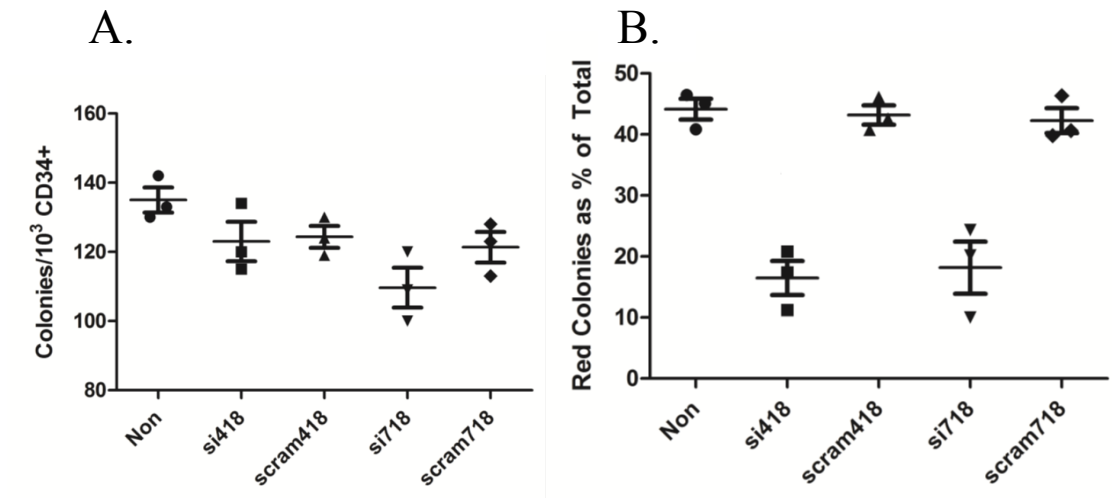 A.
B.
Colonies/10³ CD34+
160
140
120
100
80
Non
si418
scram418
si718
scram718
Red Colonies as % of Total
50
40
30
20
10
0
Non
si418
scram418
si718
scram718